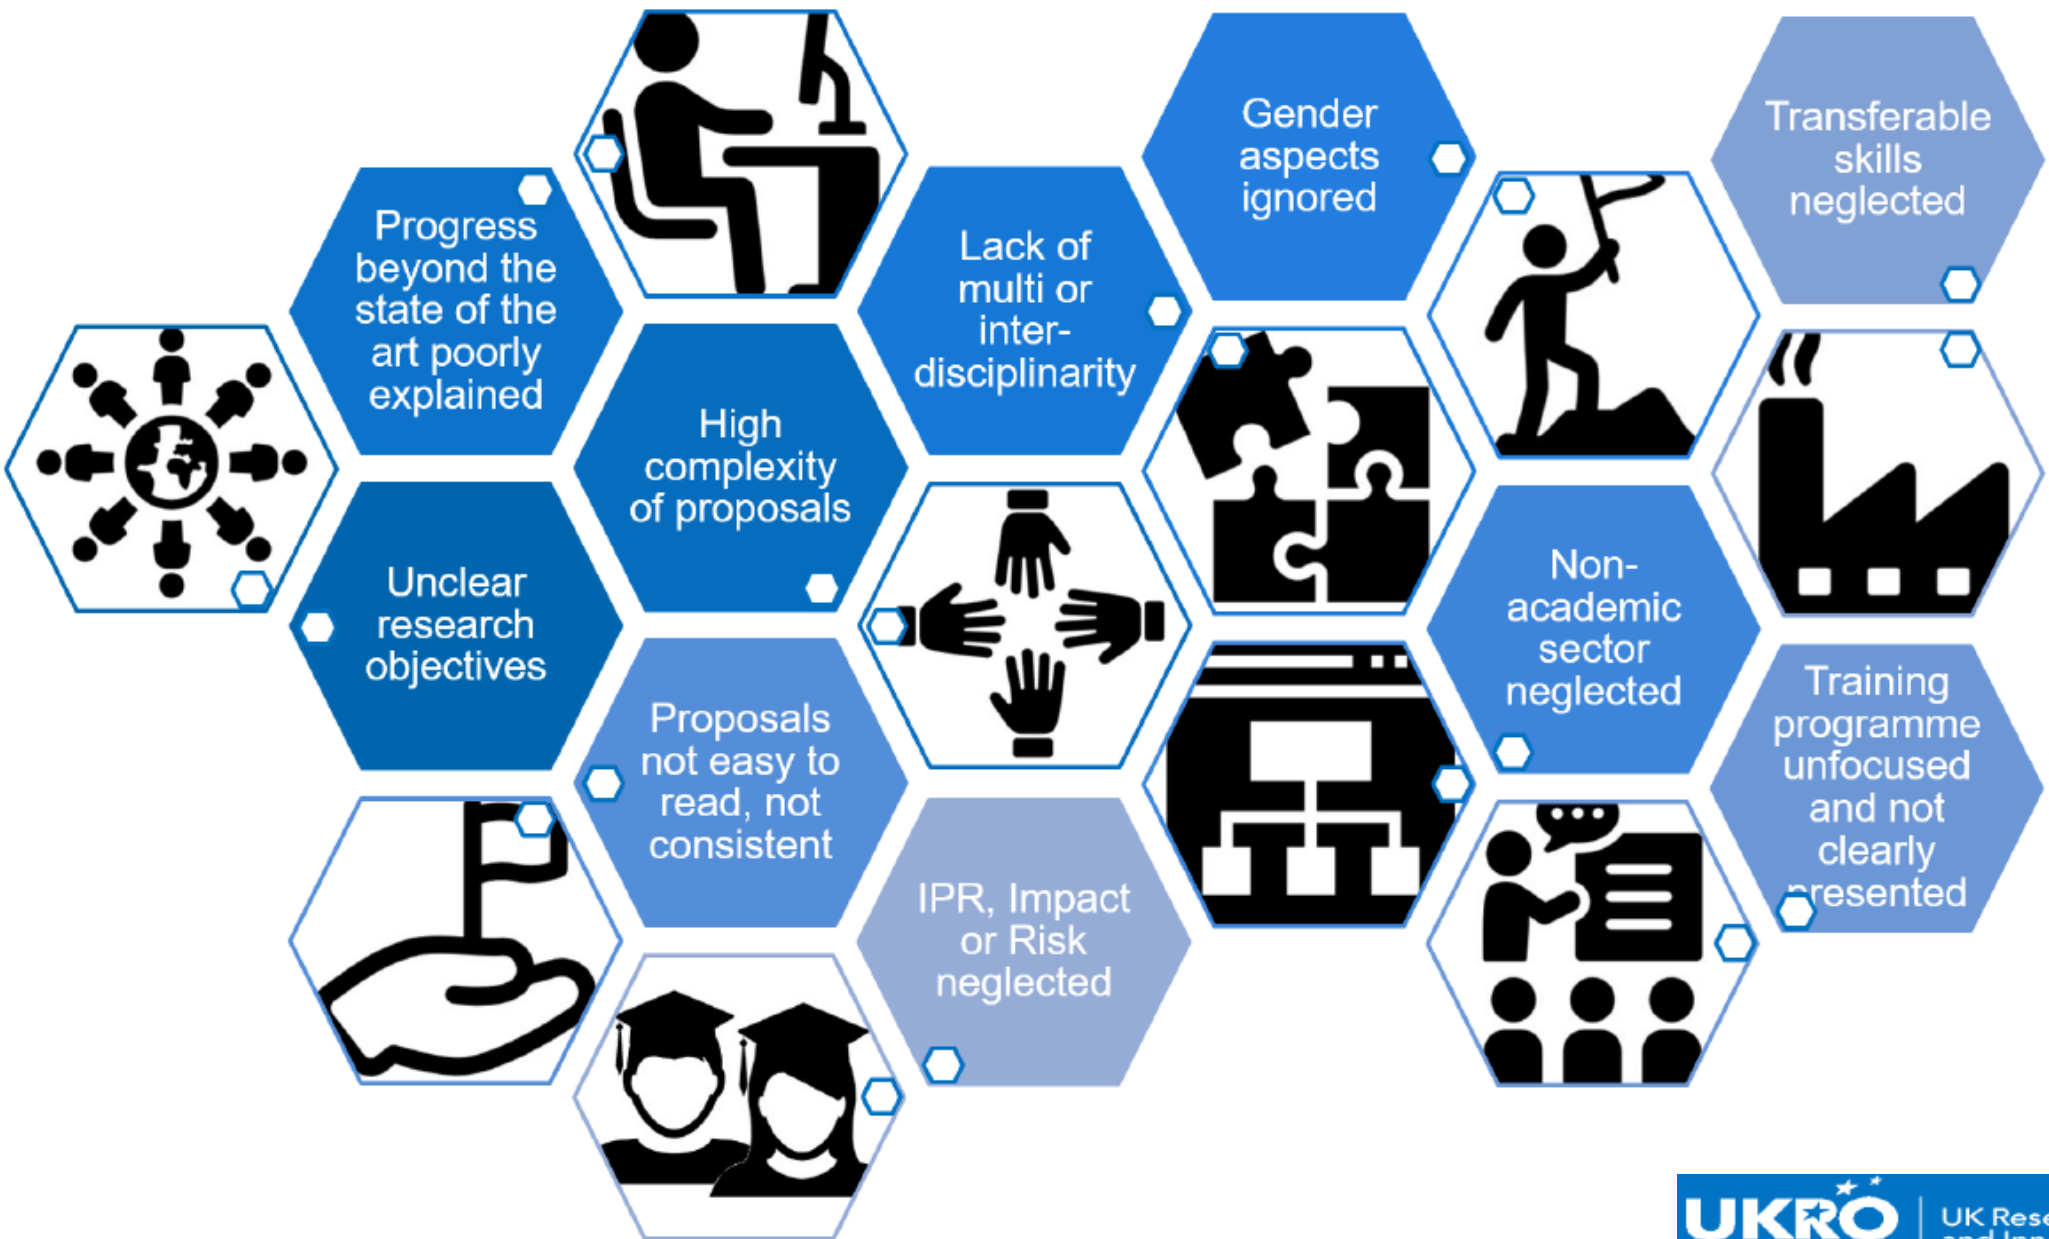 Progress
beyond the
state of the
art poorly
explained
Unclear
research
objectives
High
complexity
of proposals
Proposals
not easy to
read, not
consistent
Lack of
multi or
inter-
disciplinarity
IPR, Impact
or Risk
neglected
Gender
aspects
ignored
Non-
academic
sector
neglected
Transferable
skills
neglected
Training
programme
unfocused
and not
clearly
presented
UKRO
UK